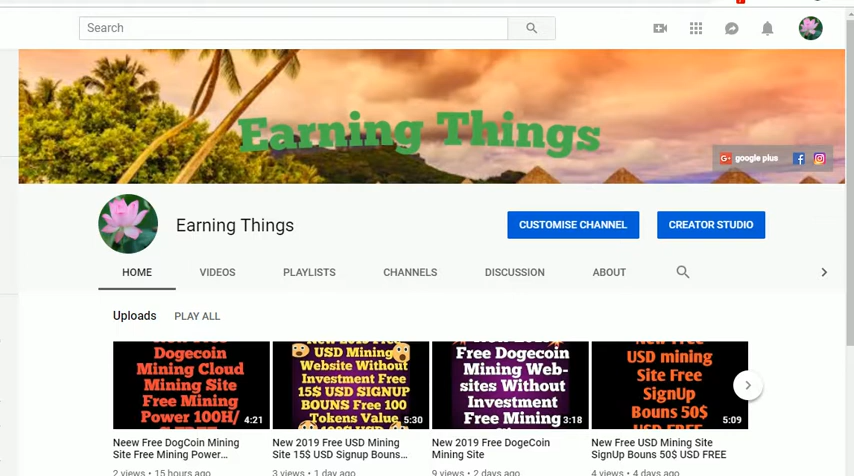 Search
Earning Things
google plus
Earning Things
CUSTOMISE CHANNEL
CREATOR STUDIO
HOME
VIDEOS
PLAYLISTS
CHANNELS
DISCUSSION
ABOUT
Uploads
PLAY ALL
Dogecoin
Mining Cloud
Mining Site
Free Mining
Power 100H/
4:21
USD Mining
Website Without
Investment Free
15$ USD SIGNUP
BOUNS Free 100
Tokens Value
5:30
Free Dogecoin
Mining Web-
sites Without
Investment
Free Mining
3:18
New Free
USD mining
Site Free
SignUp
Bouns 50$
USD FREE
5:09
Neew Free DogCoin Mining
Site Free Mining Power...
2 views • 15 hours ago
New 2019 Free USD Mining
Site 15$ USD Signup Bouns...
3 views • 1 day ago
New 2019 Free DogeCoin
Mining Site
9 views • 2 days ago
New Free USD Mining Site
SignUp Bouns 50$ USD FREE
4 views • 4 days ago